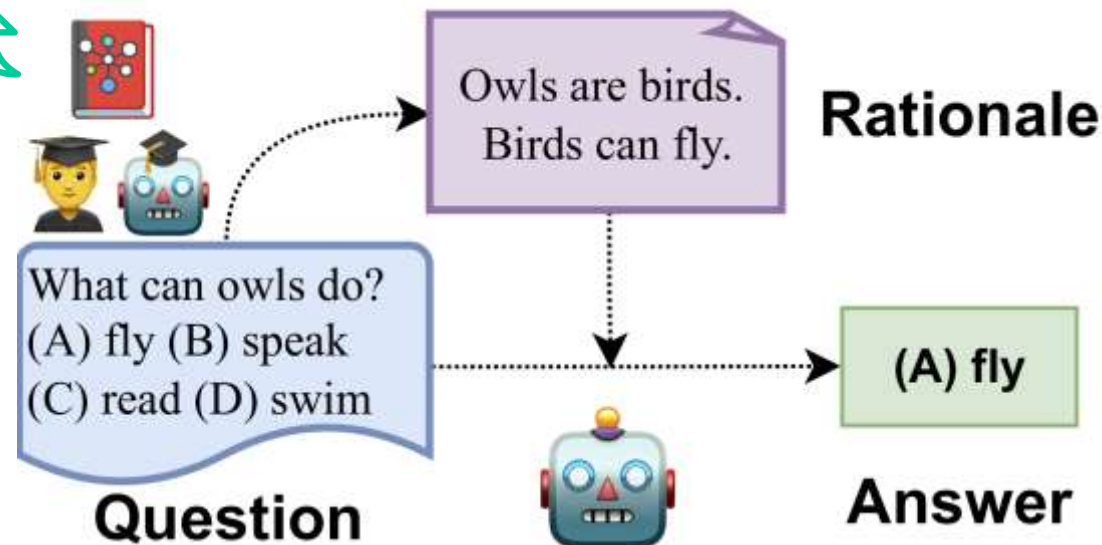 Owls are birds.
Birds can fly.
Rationale
What can owls do?
(A) fly (B) speak
(C) read (D) swim
(A) fly
Question
Answer